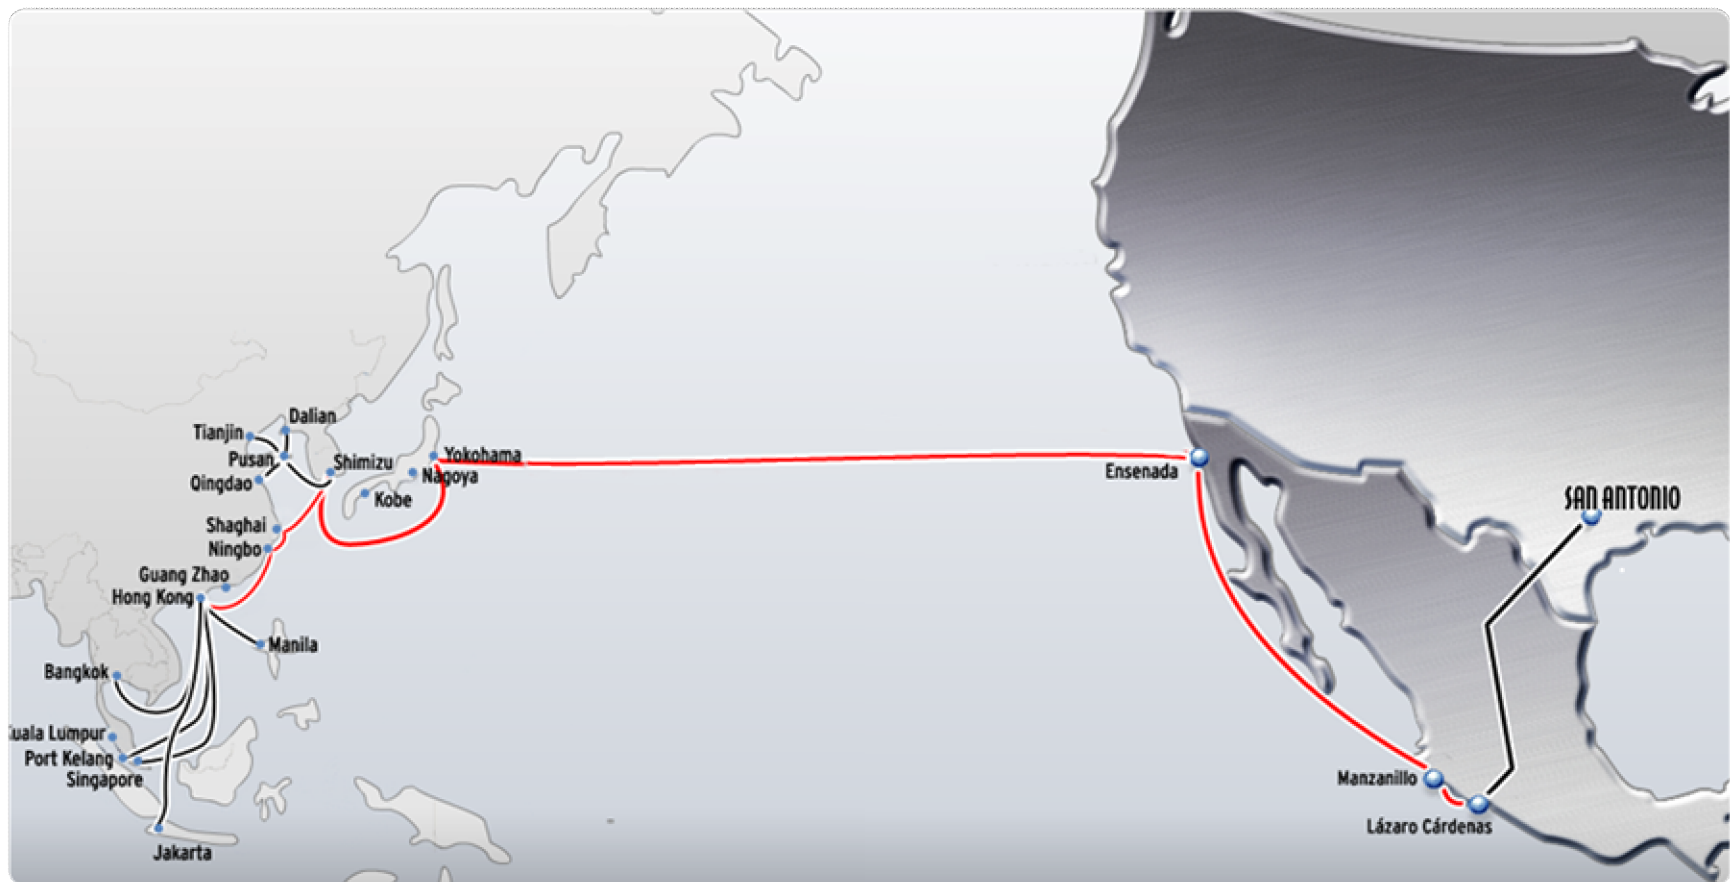 Dalian
Tianjin
Pusan
Shimizu
Yokohama
Nagoya
Qingdao
Kobe
Ensenada
SAN ANTONIO
Shaghai
Ningbo
Guang Zhao
Hong Kong
Manila
Bangkok
uala Lumpur
Port Kelang
Singapore
Manzanillo
Lázaro Cárdenas
Jakarta